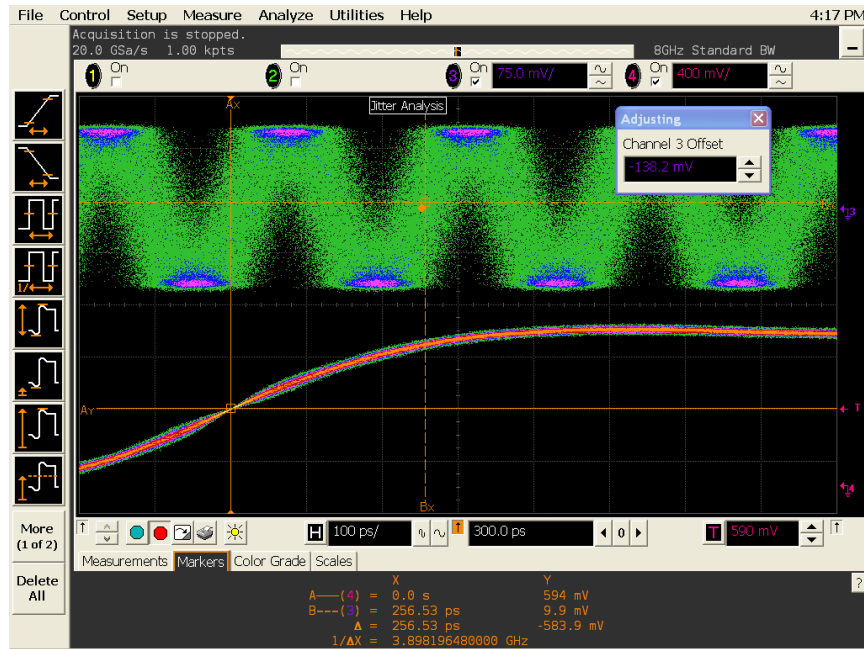 File Control Setup Measure Analyze Utilities Help 4:17 PM
Acquisition is stopped.
20.0 GSa/s 1.00 kpts 8GHz Standard BW
1 On 2 On 3 On 75.0 mV/ 4 On 400 mV/
Ax
Jitter Analysis
Adjusting
Channel 3 Offset
-138.2 mV
Bx
3
1/
Ay
T
4
Bx
More
(1 of 2)
Delete
All
H 100 ps/ 300.0 ps 0 T 590 mV
Measurements Markers Color Grade Scales
?
X Y
A---(4) = 0.0 s 594 mV
B---(3) = 256.53 ps 9.9 mV
Δ = 256.53 ps -583.9 mV
1/ΔX = 3.898196480000 GHz